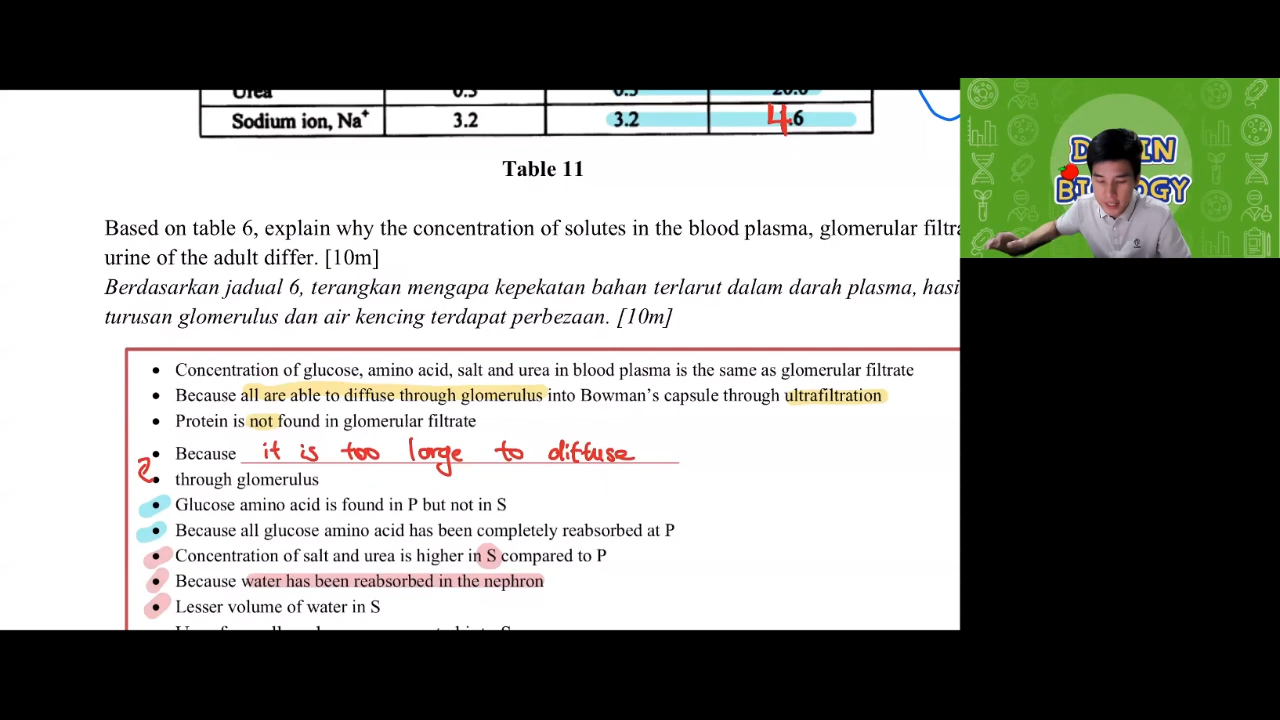 Urea 0.5 0.5 20.0
Sodium ion, Na⁺ 3.2 3.2 4.6
Table 11
Based on table 6, explain why the concentration of solutes in the blood plasma, glomerular filtra
urine of the adult differ. [10m]
Berdasarkan jadual 6, terangkan mengapa kepekatan bahan terlarut dalam darah plasma, hasi
turusan glomerulus dan air kencing terdapat perbezaan. [10m]
• Concentration of glucose, amino acid, salt and urea in blood plasma is the same as glomerular filtrate
• Because all are able to diffuse through glomerulus into Bowman's capsule through ultrafiltration
• Protein is not found in glomerular filtrate
• Because it is too large to diffuse
• through glomerulus
• Glucose amino acid is found in P but not in S
• Because all glucose amino acid has been completely reabsorbed at P
• Concentration of salt and urea is higher in S compared to P
• Because water has been reabsorbed in the nephron
• Lesser volume of water in S
BIOLOGY